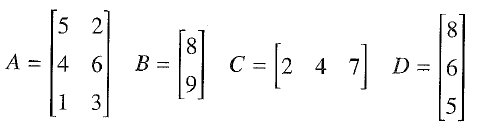 A = [5 2; 4 6; 1 3] B = [8; 9] C = [2 4 7] D = [8; 6; 5]